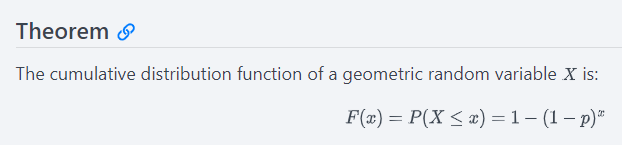 Theorem
The cumulative distribution function of a geometric random variable X is:
F(x) = P(X ≤ x) = 1 − (1 − p)ˣ